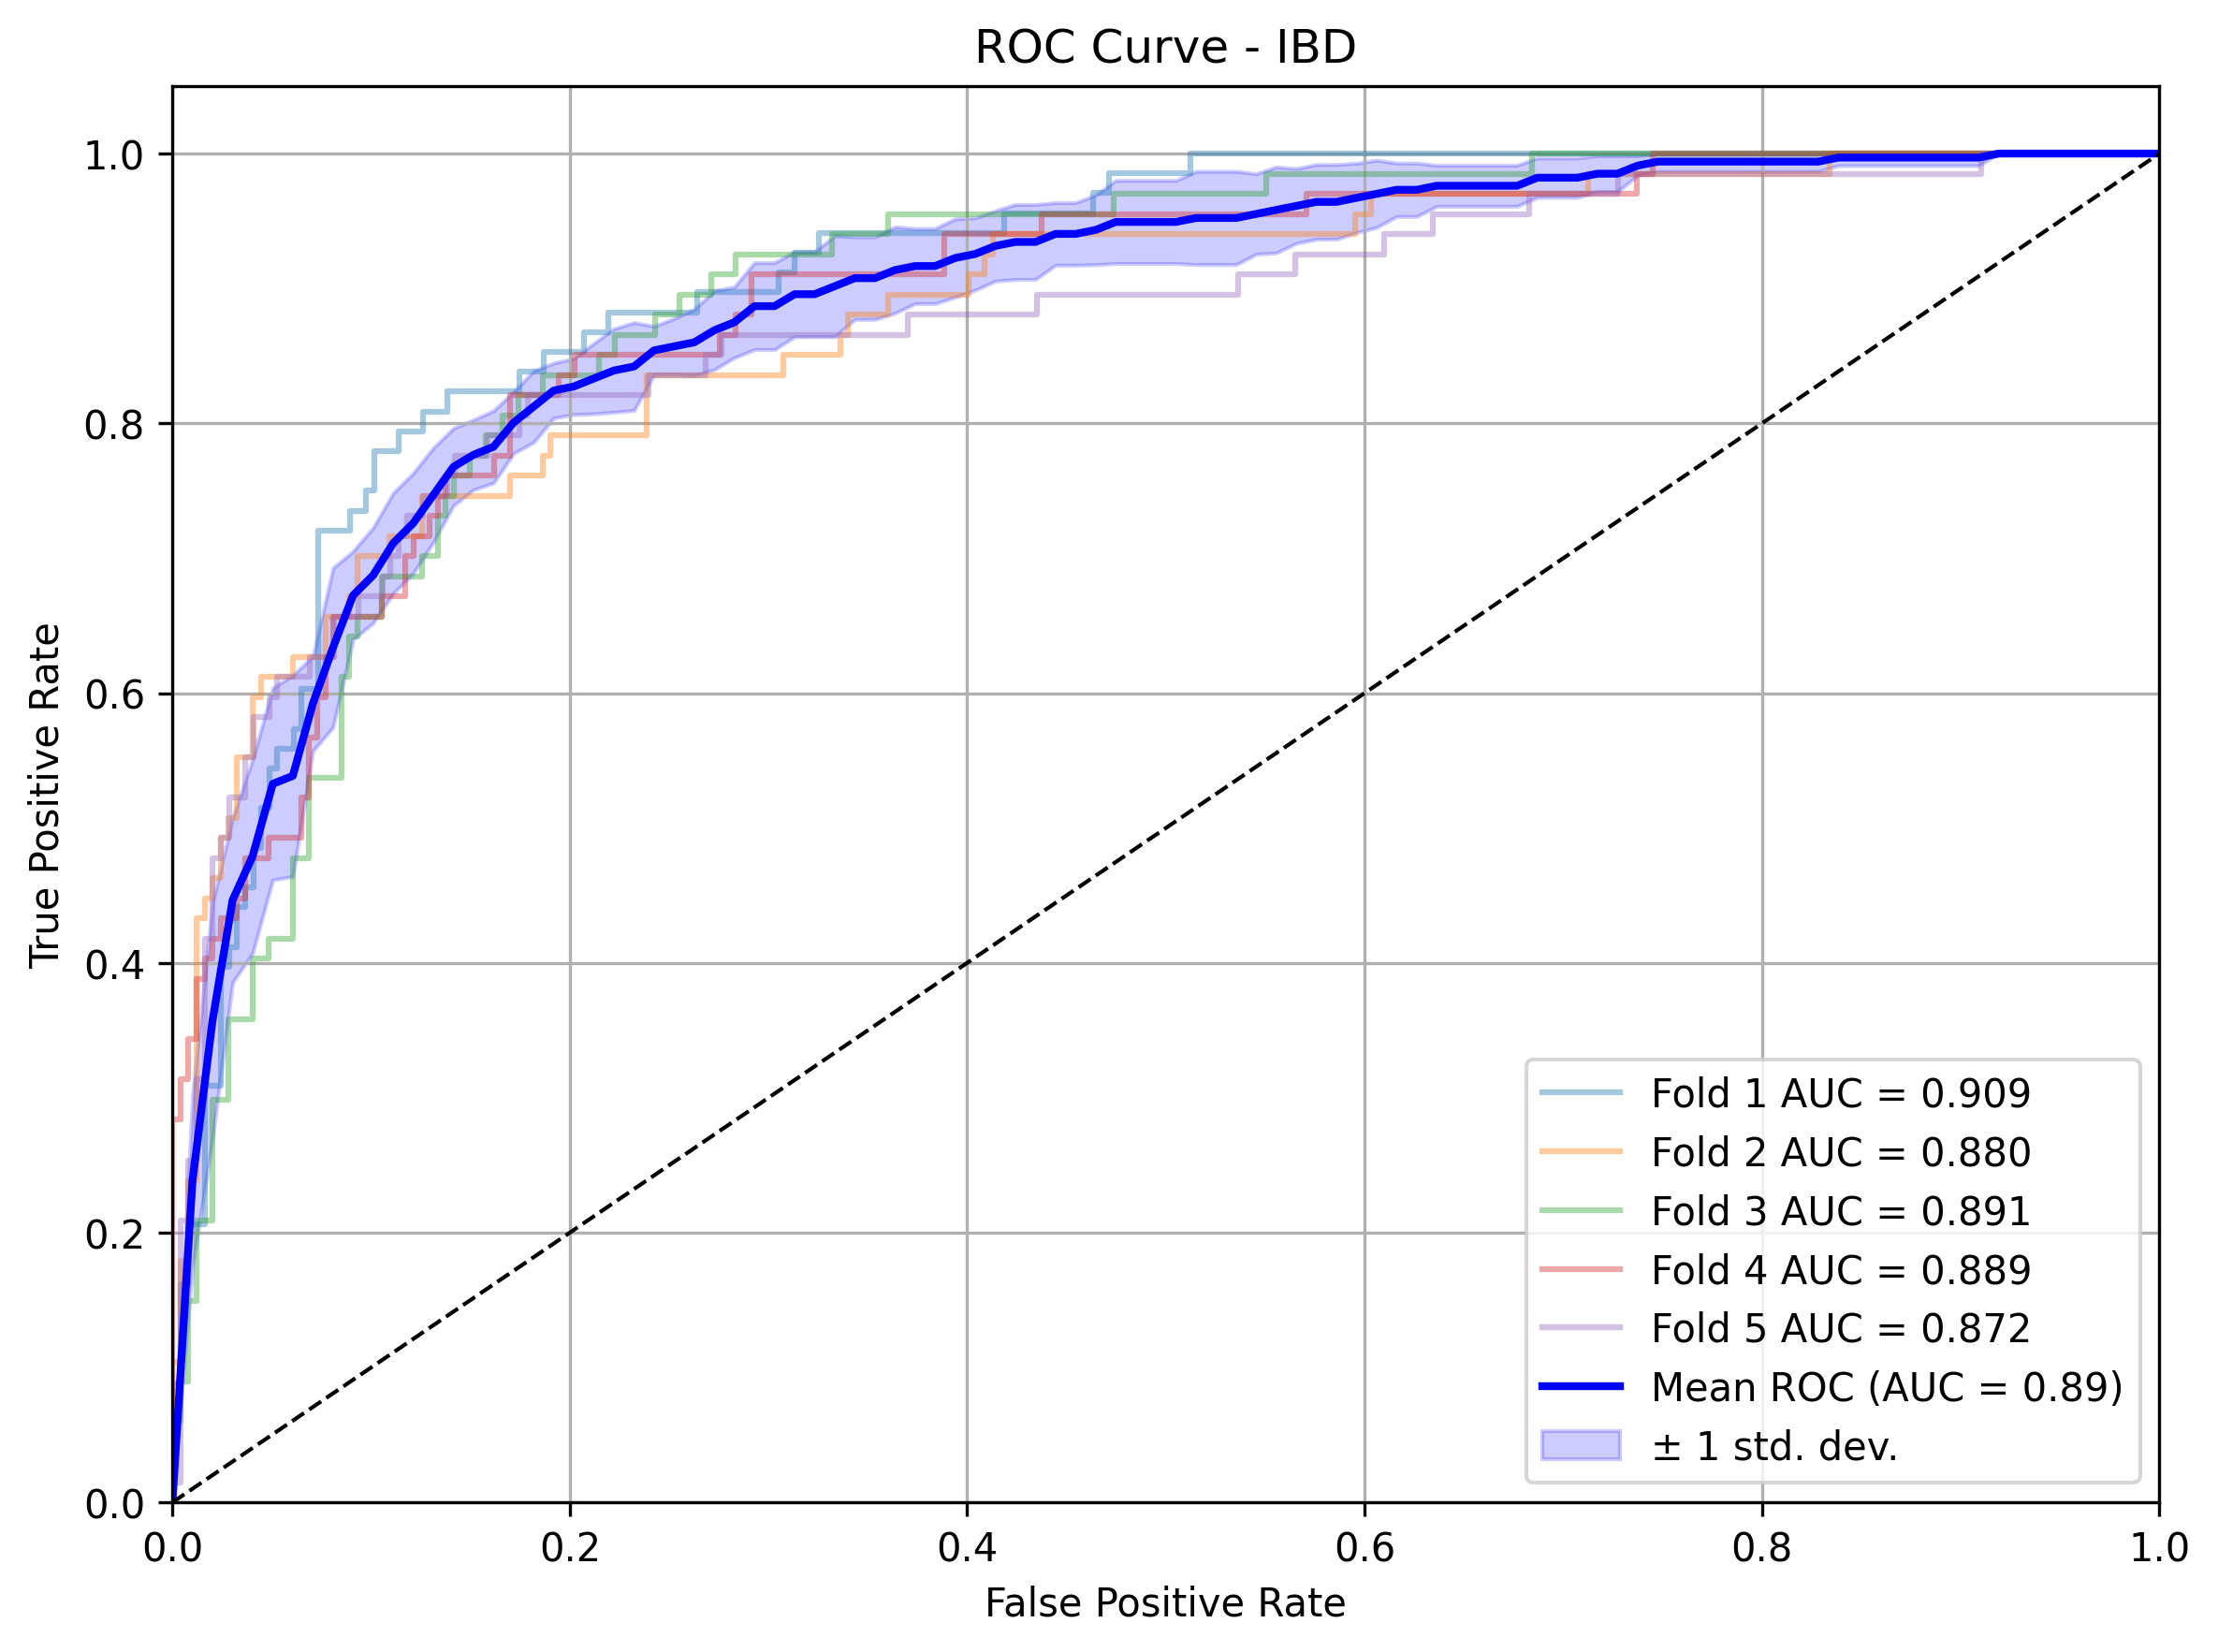 ROC Curve - IBD
True Positive Rate
1.0
0.8
0.6
0.4
0.2
0.0
0.0 0.2 0.4 0.6 0.8 1.0
False Positive Rate
Fold 1 AUC = 0.909
Fold 2 AUC = 0.880
Fold 3 AUC = 0.891
Fold 4 AUC = 0.889
Fold 5 AUC = 0.872
Mean ROC (AUC = 0.89)
± 1 std. dev.